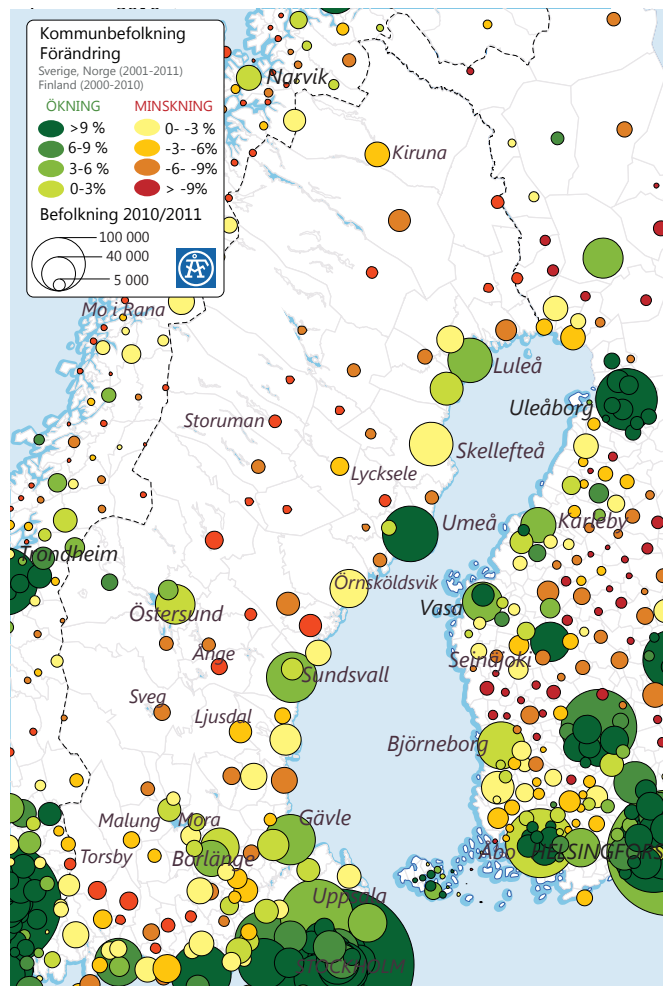 Kommunbefolkning
Förändring
Sverige, Norge (2001-2011)
Finland (2000-2010)
ÖKNING
MINSKNING
>9 %
0- -3 %
6-9 %
-3- -6%
3-6 %
-6- -9%
0-3%
> -9%
Befolkning 2010/2011
100 000
40 000
5 000
Å
Narvik
Kiruna
Mo i Rana
Luleå
Uleåborg
Storuman
Skellefteå
Lycksele
Umeå
Karleby
Trondheim
Örnsköldsvik
Vasa
Östersund
Ånge
Seinäjoki
Sundsvall
Sveg
Ljusdal
Björneborg
Malung
Mora
Gävle
Torsby
Borlänge
Åbo
HELSINGFORS
Uppsala
STOCKHOLM